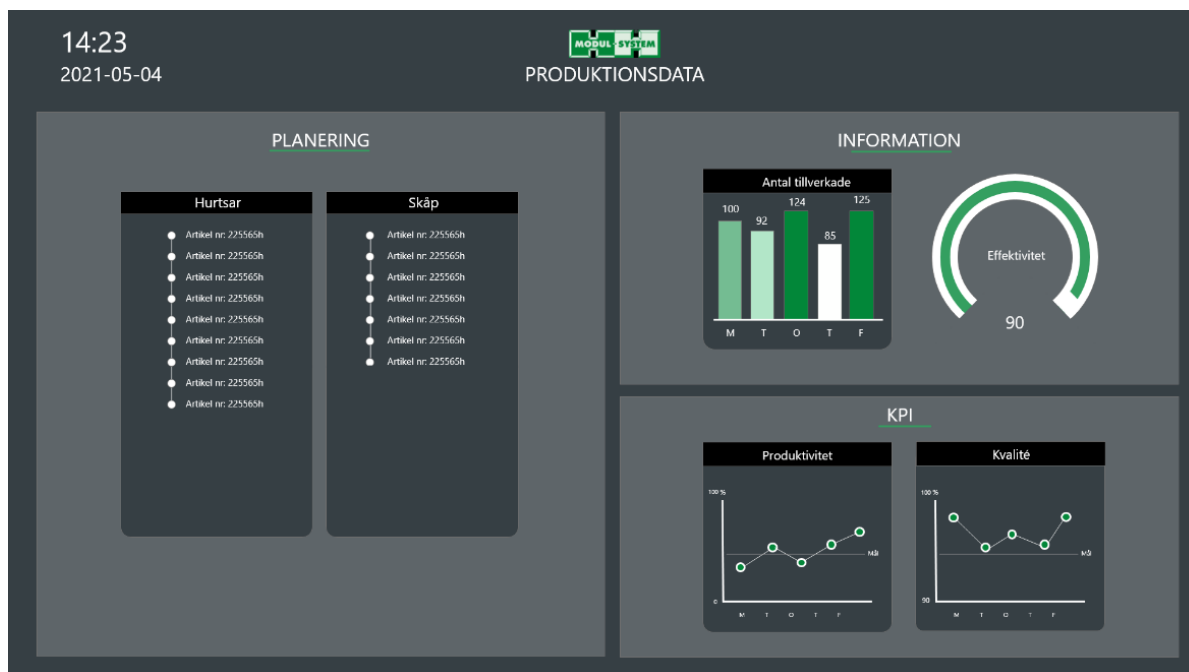 14:23
2021-05-04
MODUL-SYSTEM
PRODUKTIONSDATA
PLANERING
Hurtsar
Artikel nr: 225565h
Artikel nr: 225565h
Artikel nr: 225565h
Artikel nr: 225565h
Artikel nr: 225565h
Artikel nr: 225565h
Artikel nr: 225565h
Artikel nr: 225565h
Artikel nr: 225565h
Skåp
Artikel nr: 225565h
Artikel nr: 225565h
Artikel nr: 225565h
Artikel nr: 225565h
Artikel nr: 225565h
Artikel nr: 225565h
Artikel nr: 225565h
INFORMATION
Antal tillverkade
100 92 124 85 125
M T O T F
Effektivitet
90
KPI
Produktivitet
100 %
Mål
0
M T O T F
Kvalité
100 %
Mål
90
M T O T F